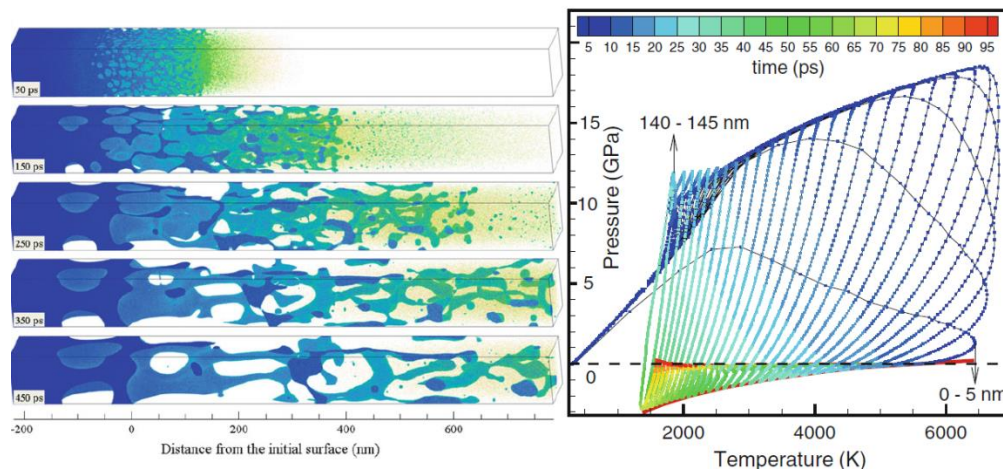 50 ps
150 ps
250 ps
350 ps
450 ps
-200 0 200 400 600
Distance from the initial surface (nm)
5 10 15 20 25 30 35 40 45 50 55 60 65 70 75 80 85 90 95
time (ps)
140 - 145 nm
15
10
5
0
Pressure (GPa)
0 - 5 nm
2000 4000 6000
Temperature (K)